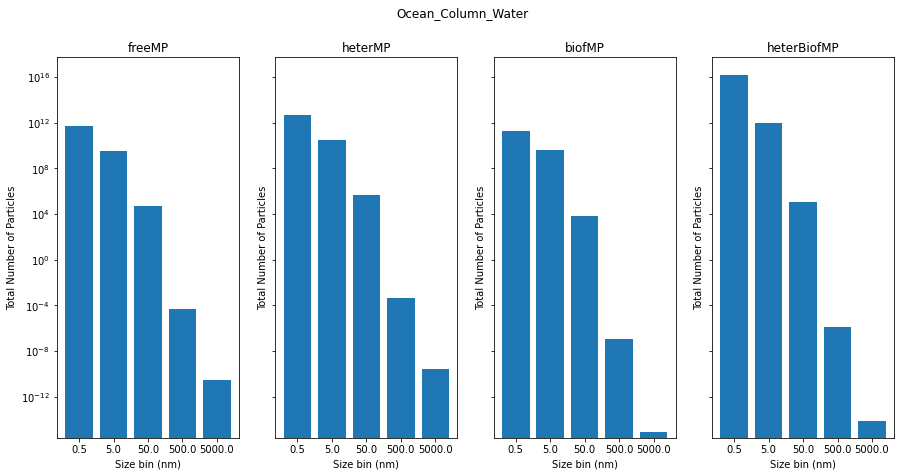 Ocean_Column_Water
freeMP
heterMP
biofMP
heterBiofMP
Total Number of Particles
10^16
10^12
10^8
10^4
10^0
10^-4
10^-8
10^-12
0.5 5.0 50.0 500.0 5000.0
Size bin (nm)
Total Number of Particles
0.5 5.0 50.0 500.0 5000.0
Size bin (nm)
Total Number of Particles
0.5 5.0 50.0 500.0 5000.0
Size bin (nm)
Total Number of Particles
0.5 5.0 50.0 500.0 5000.0
Size bin (nm)